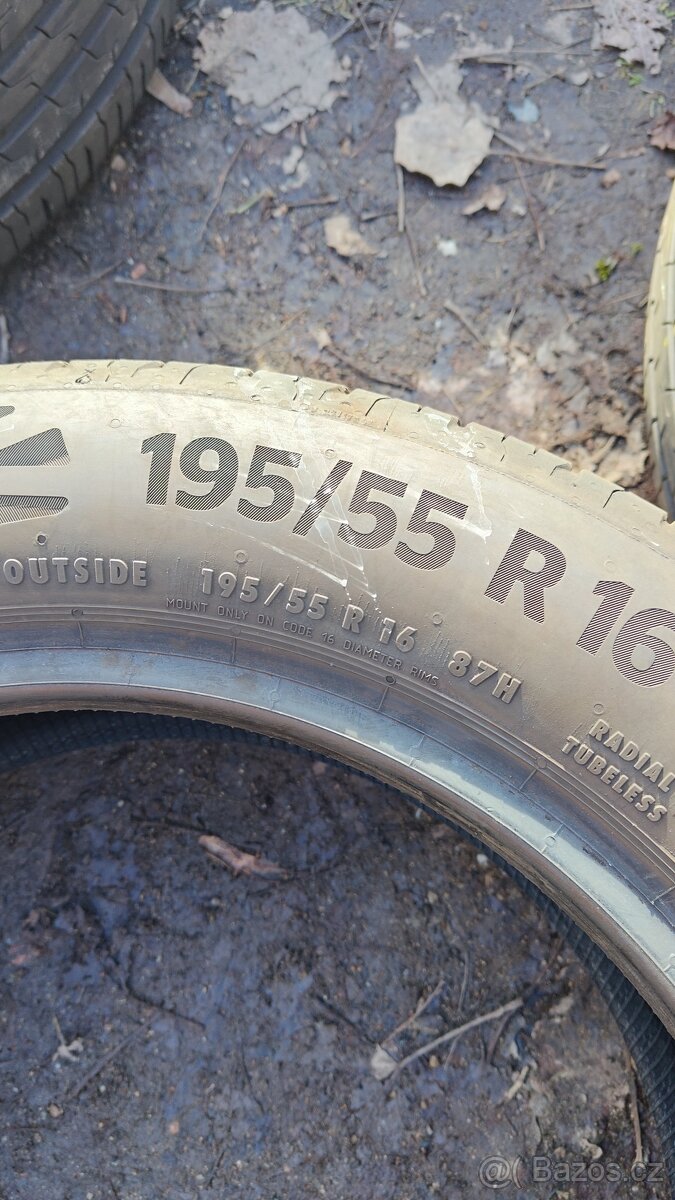 195/55 R 16
OUTSIDE
195/55 R 16 87H
MOUNT ONLY ON CODE 16 DIAMETER RIMS
RADIAL
TUBELESS
@ Bazos.cz